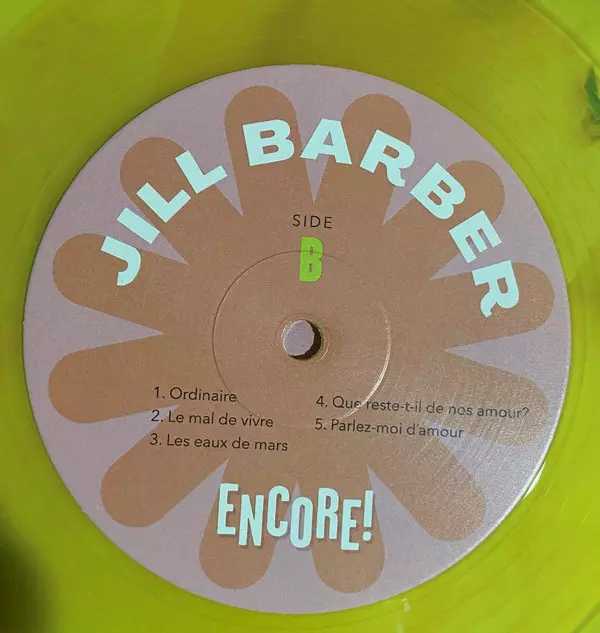 JILL BARBER
SIDE
B
1. Ordinaire
2. Le mal de vivre
3. Les eaux de mars
4. Que reste-t-il de nos amour?
5. Parlez-moi d'amour
ENCORE!